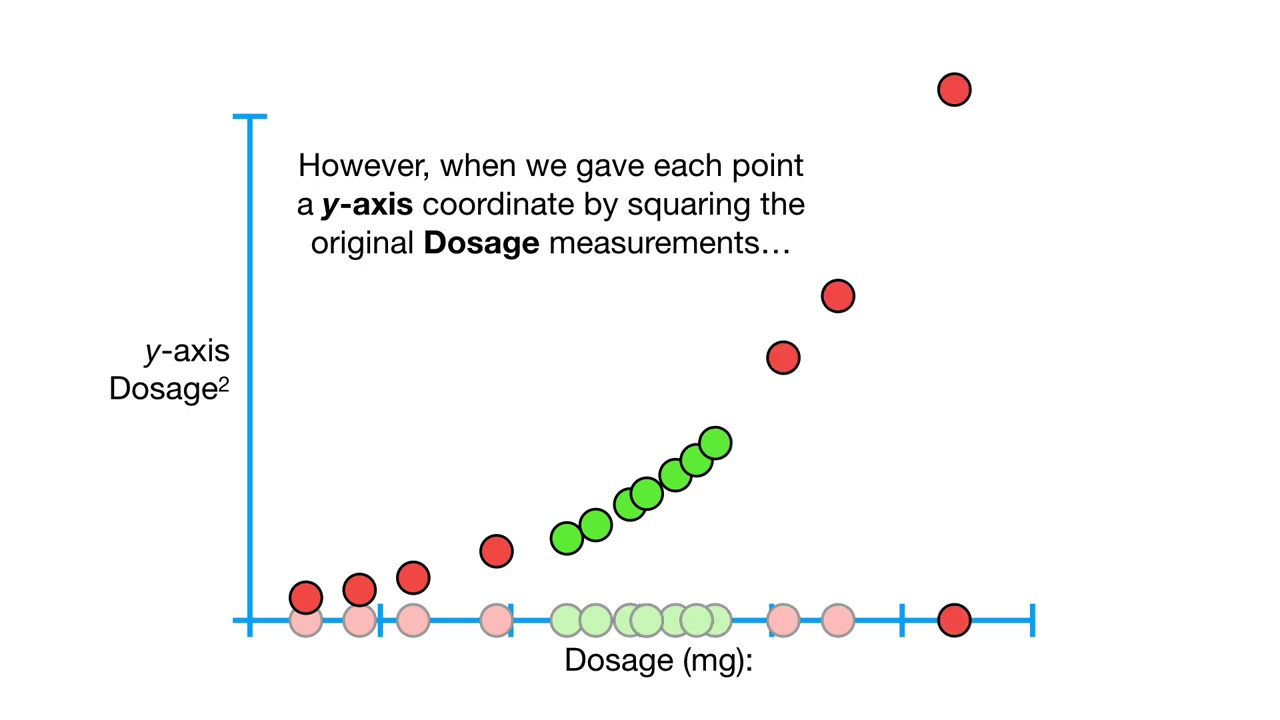 However, when we gave each point
a y-axis coordinate by squaring the
original Dosage measurements…
y-axis
Dosage²
Dosage (mg):